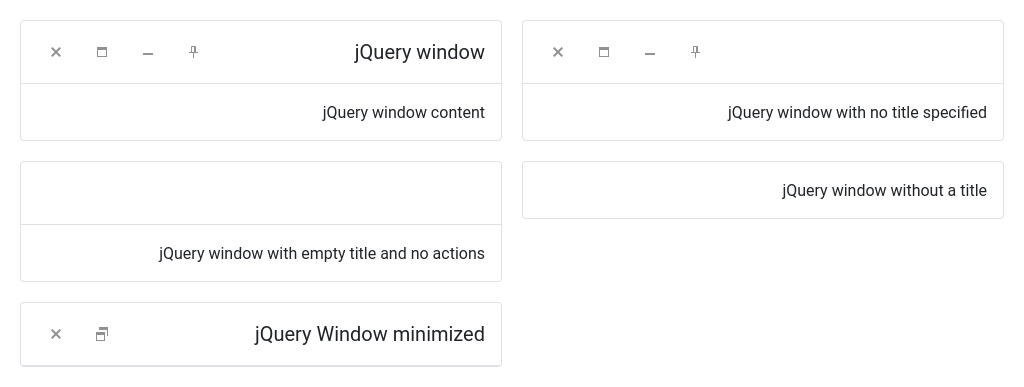 jQuery window
jQuery window content
jQuery window with no title specified
jQuery window with empty title and no actions
jQuery window without a title
jQuery Window minimized